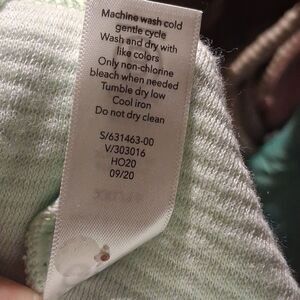 Machine wash cold
gentle cycle
Wash and dry with
like colors
Only non-chlorine
bleach when needed
Tumble dry low
Cool iron
Do not dry clean
S/631463-00
V/303016
HO20
09/20